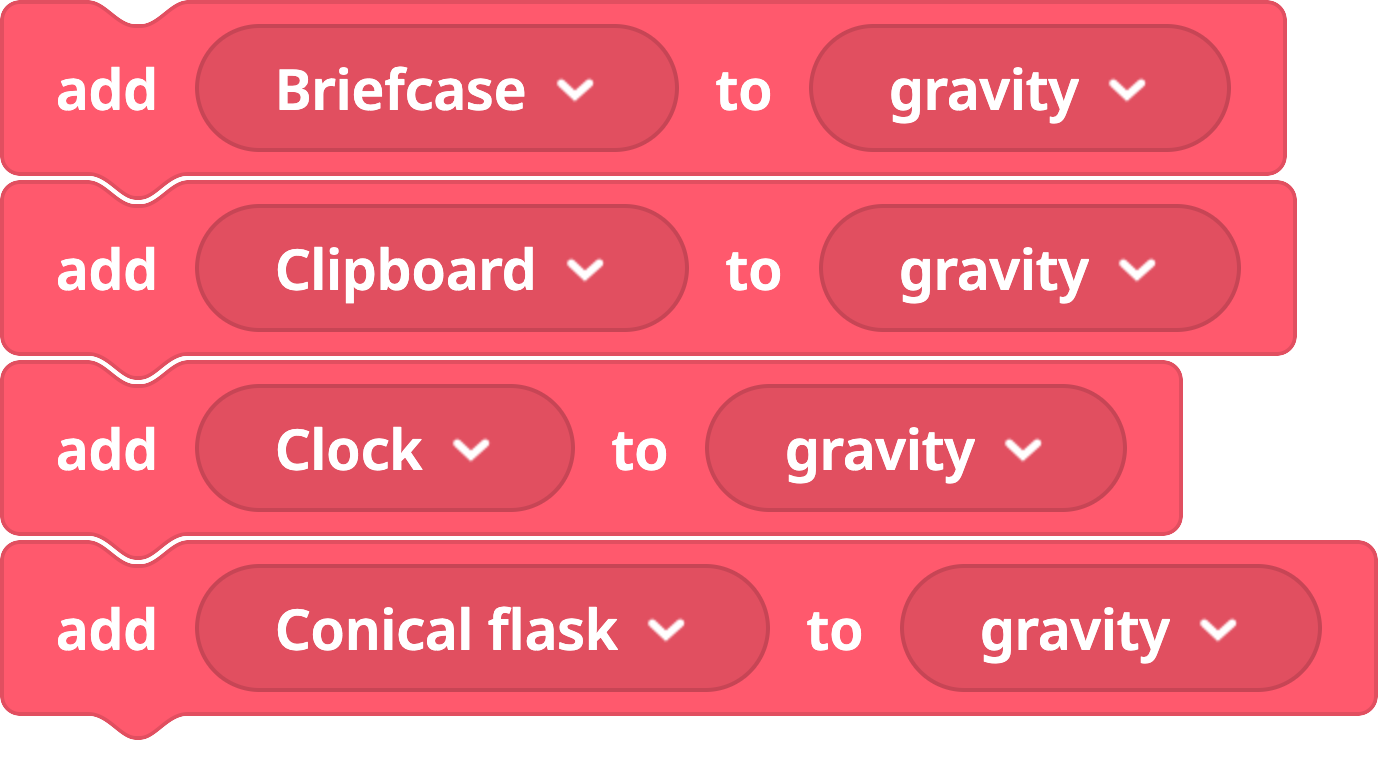 add Briefcase to gravity
add Clipboard to gravity
add Clock to gravity
add Conical flask to gravity